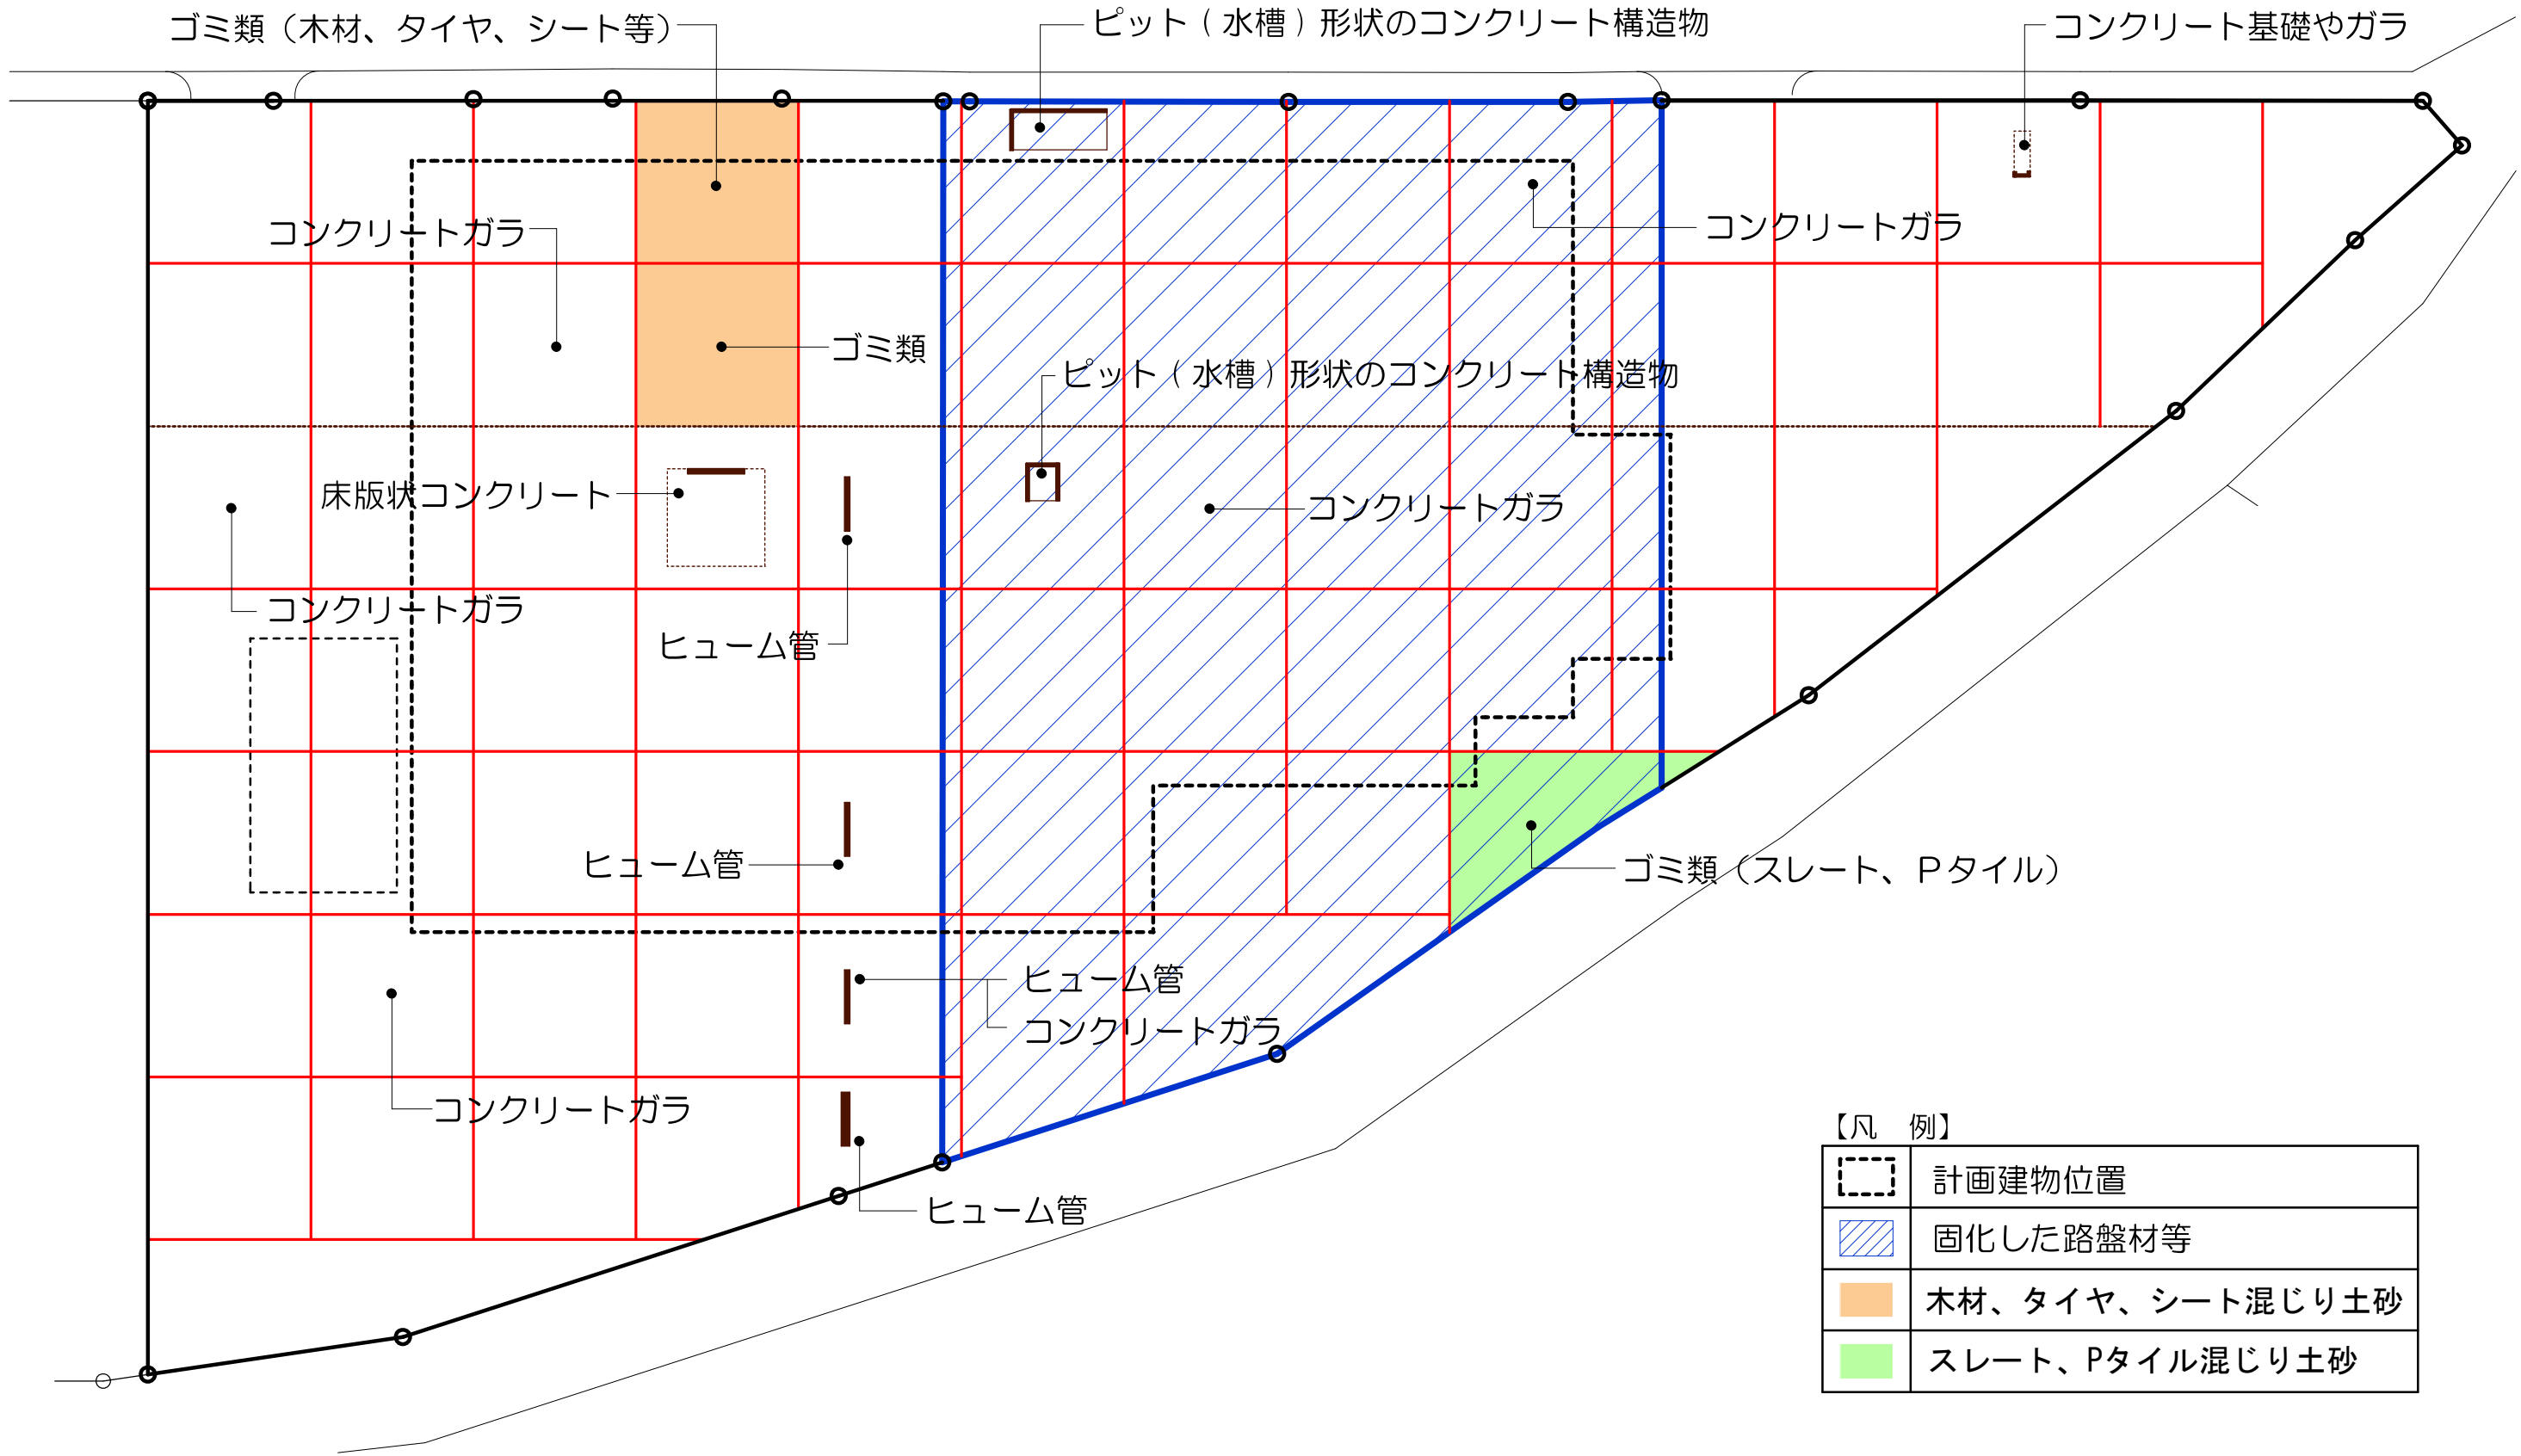 ゴミ類（木材、タイヤ、シート等）
ピット(水槽)形状のコンクリート構造物
コンクリート基礎やガラ
コンクリートガラ
コンクリートガラ
ゴミ類
ピット(水槽)形状のコンクリート構造物
床版状コンクリート
コンクリートガラ
コンクリートガラ
ヒューム管
ヒューム管
ゴミ類（スレート、Ｐタイル）
ヒューム管
コンクリートガラ
コンクリートガラ
ヒューム管
【凡　例】
計画建物位置
固化した路盤材等
木材、タイヤ、シート混じり土砂
スレート、Pタイル混じり土砂